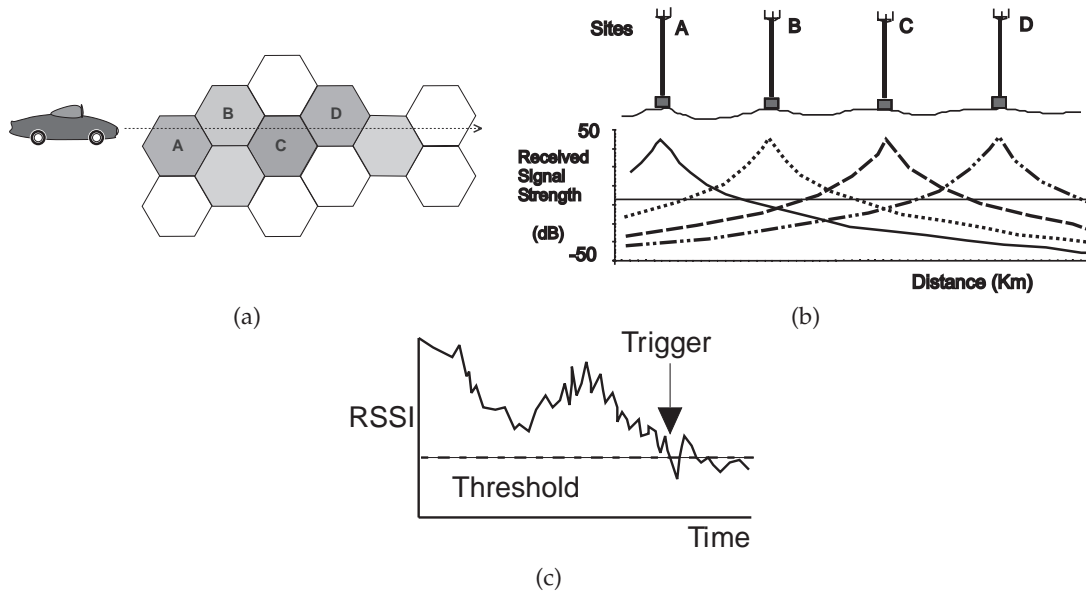 Sites A B C D
B D
A C
50
Received
Signal
Strength
(dB)
-50
Distance (Km)
(a)
(b)
Trigger
RSSI
Threshold
Time
(c)